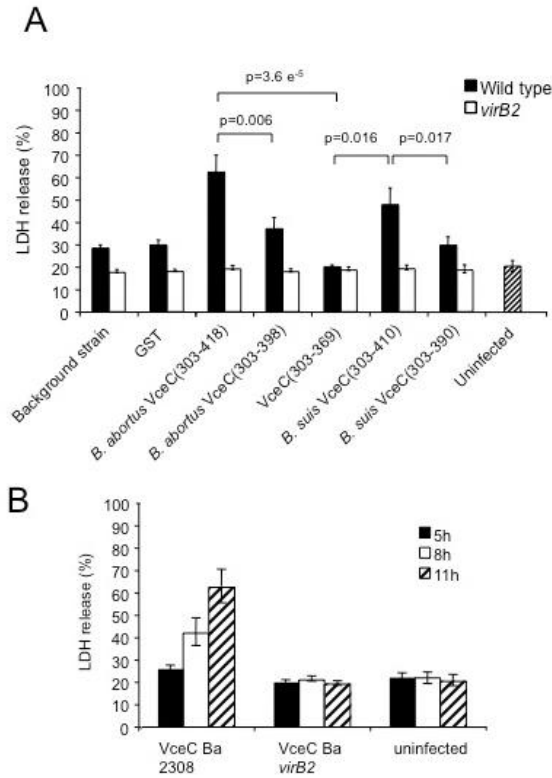 A
p=3.6 e-5
Wild type
virB2
p=0.006
p=0.016
p=0.017
LDH release (%)
100
90
80
70
60
50
40
30
20
10
0
Background strain
GST
B. abortus VceC(303-418)
B. abortus VceC(303-398)
VceC(303-369)
B. suis VceC(303-410)
B. suis VceC(303-390)
Uninfected
B
5h
8h
11h
LDH release (%)
100
90
80
70
60
50
40
30
20
10
0
VceC Ba
2308
VceC Ba
virB2
uninfected